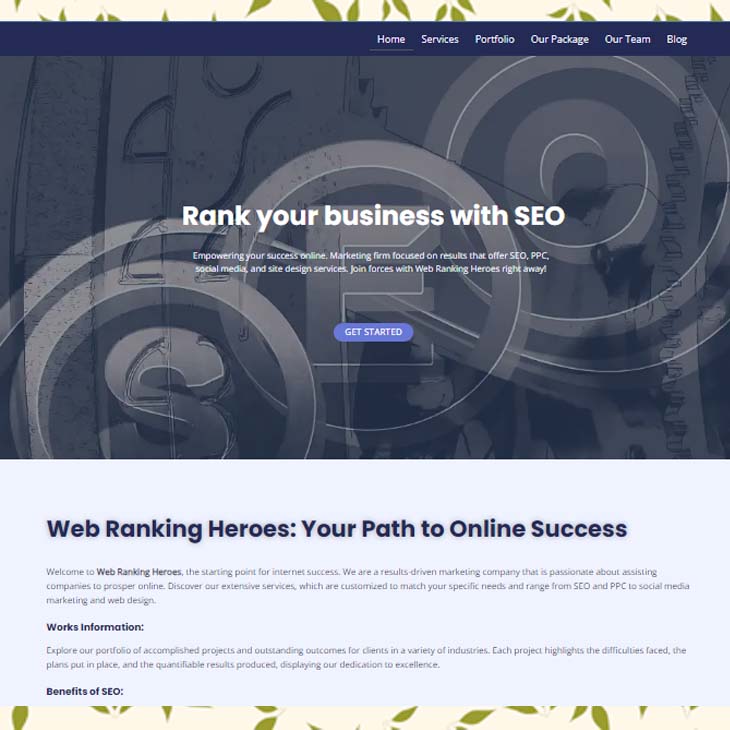 Home Services Portfolio Our Package Our Team Blog
S E O
Rank your business with SEO
Empowering your success online. Marketing firm focused on results that offer SEO, PPC,
social media, and site design services. Join forces with Web Ranking Heroes right away!
GET STARTED
Web Ranking Heroes: Your Path to Online Success
Welcome to Web Ranking Heroes, the starting point for internet success. We are a results-driven marketing company that is passionate about assisting
companies to prosper online. Discover our extensive services, which are customized to match your specific needs and range from SEO and PPC to social media
marketing and web design.
Works Information:
Explore our portfolio of accomplished projects and outstanding outcomes for clients in a variety of industries. Each project highlights the difficulties faced, the
plans put in place, and the quantifiable results produced, displaying our dedication to excellence.
Benefits of SEO: